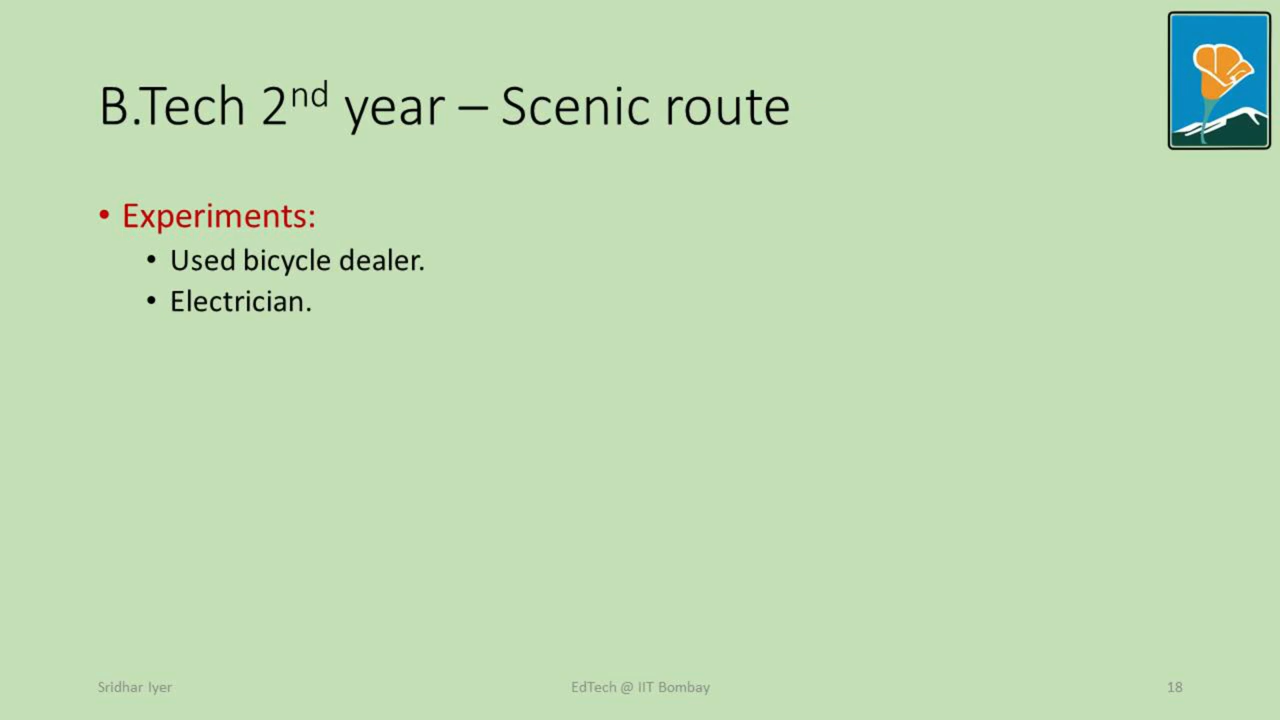 B.Tech 2nd year – Scenic route
• Experiments:
• Used bicycle dealer.
• Electrician.
Sridhar Iyer EdTech @ IIT Bombay 18